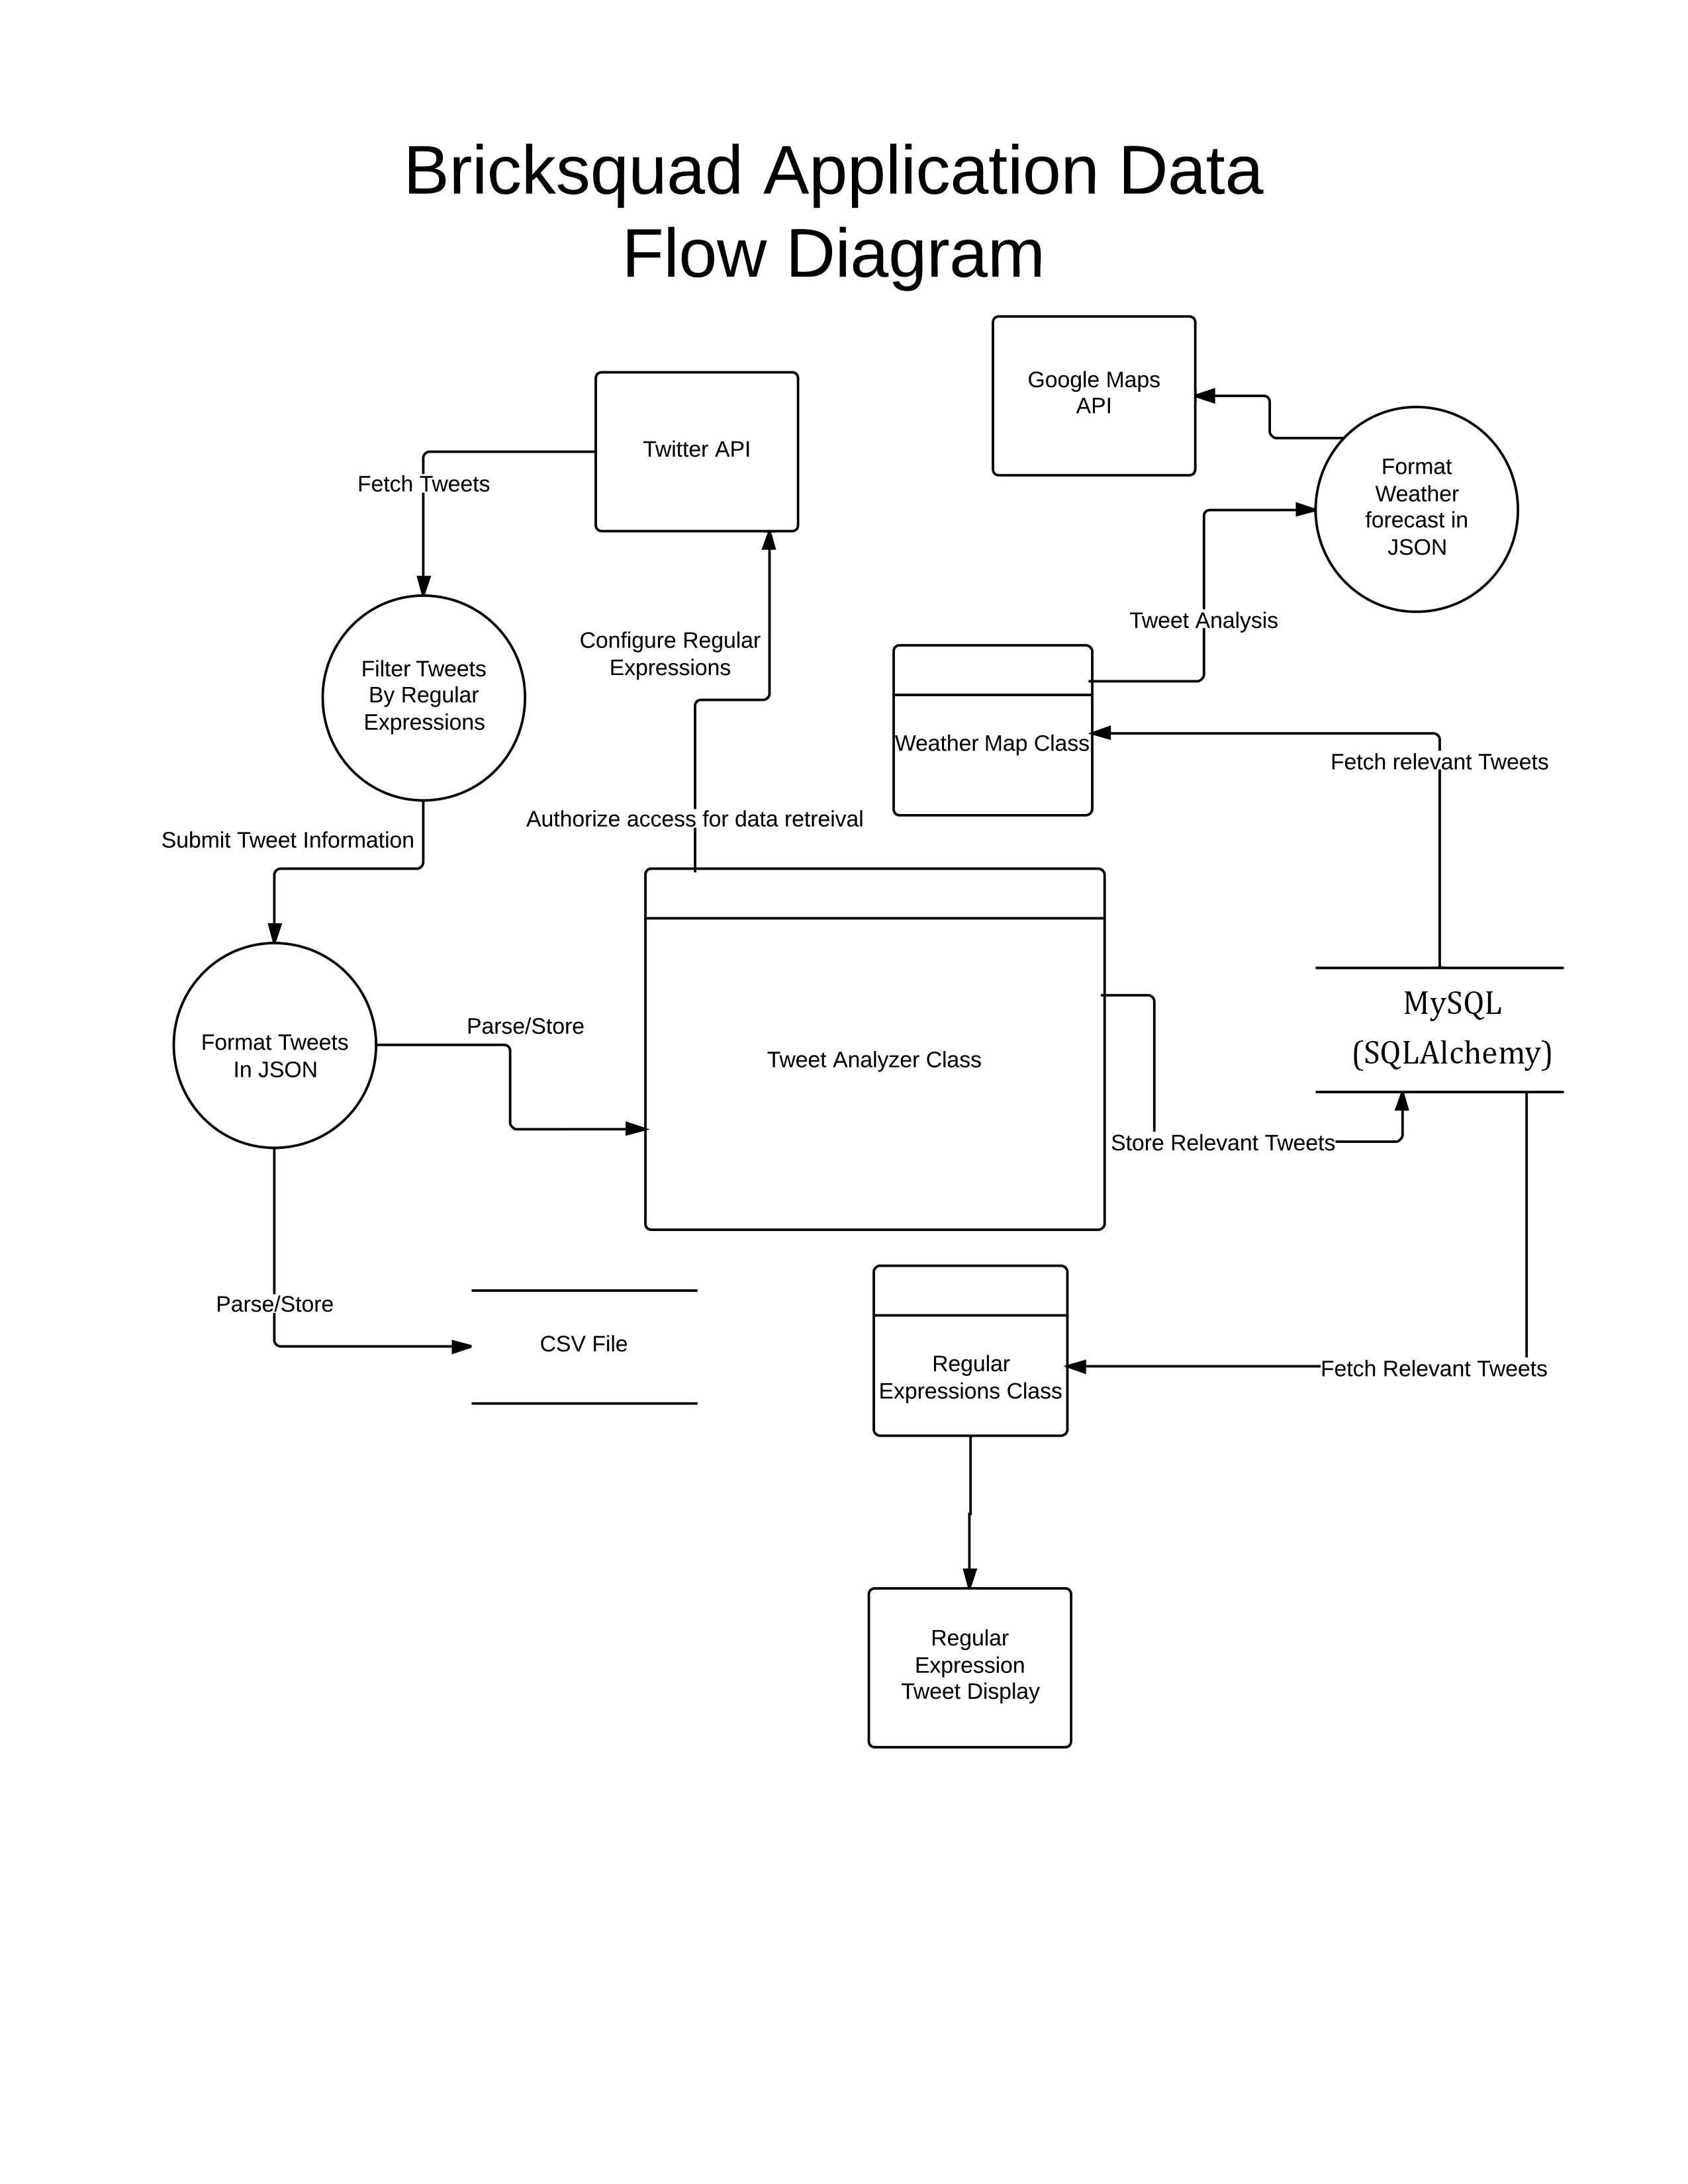 Bricksquad Application Data
Flow Diagram
Google Maps
API
Twitter API
Fetch Tweets
Format
Weather
forecast in
JSON
Tweet Analysis
Configure Regular
Expressions
Filter Tweets
By Regular
Expressions
Weather Map Class
Fetch relevant Tweets
Authorize access for data retreival
Submit Tweet Information
MySQL
(SQLAlchemy)
Parse/Store
Format Tweets
In JSON
Tweet Analyzer Class
Store Relevant Tweets
Parse/Store
CSV File
Regular
Expressions Class
Fetch Relevant Tweets
Regular
Expression
Tweet Display